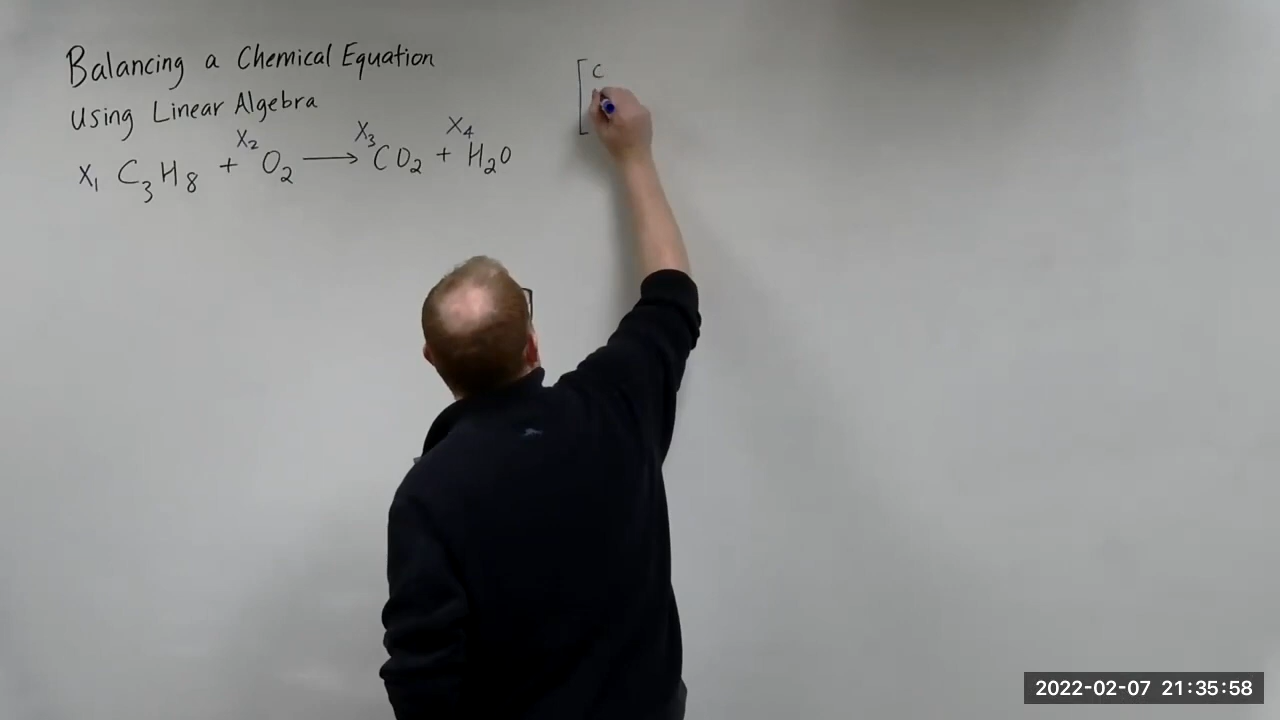 Balancing a Chemical Equation
Using Linear Algebra
X₁ C₃H₈ + X₂ O₂ ⟶ X₃ CO₂ + X₄ H₂O
[ C
2022-02-07 21:35:58